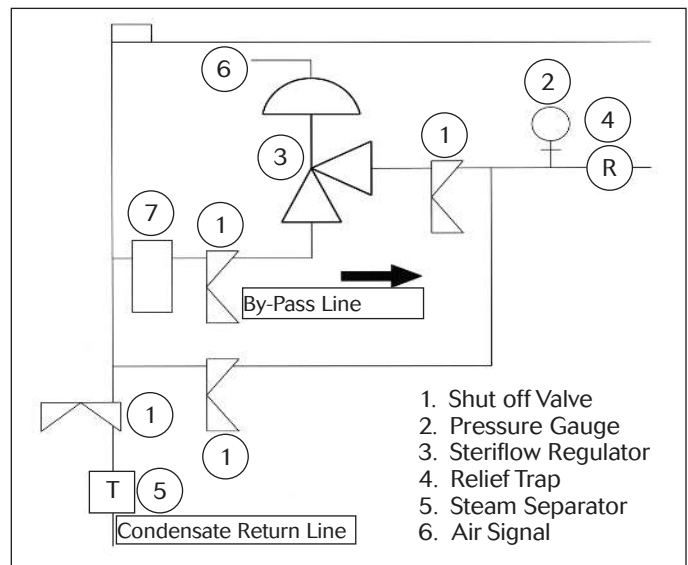 6
2
4
1
3
R
7
1
By-Pass Line
1
T
5
1
Condensate Return Line
1. Shut off Valve
2. Pressure Gauge
3. Steriflow Regulator
4. Relief Trap
5. Steam Separator
6. Air Signal